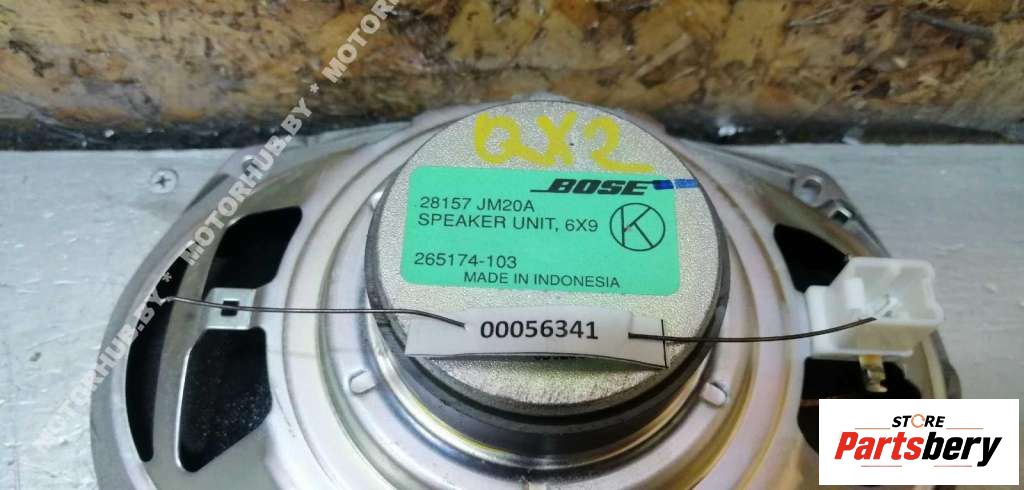 QX2
BOSE
28157 JM20A
SPEAKER UNIT, 6X9
K
265174-103
MADE IN INDONESIA
00056341
MOTORHUB.BY * MOTORHUB.BY * MOTORHUB.BY * MOTOR
STORE
Partsbery